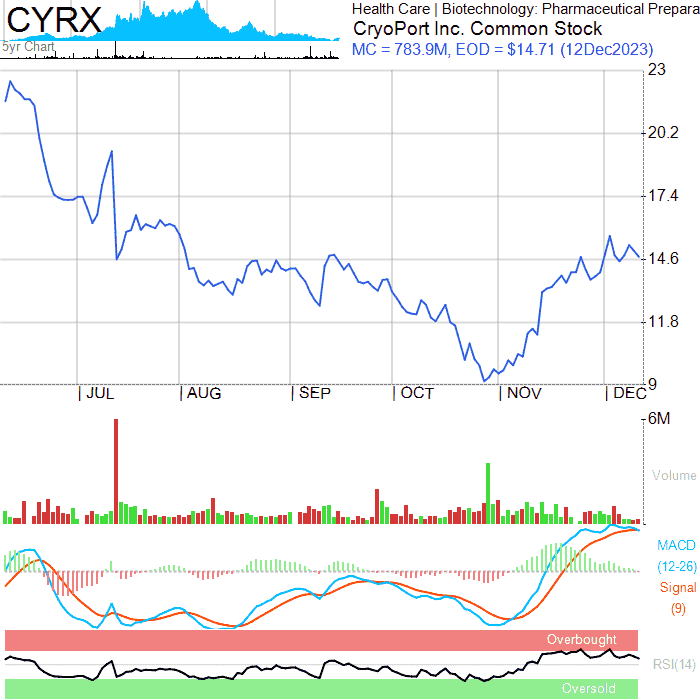 CYRX
5yr Chart
Health Care | Biotechnology: Pharmaceutical Prepara
CryoPort Inc. Common Stock
MC = 783.9M, EOD = $14.71 (12Dec2023)
23
20.2
17.4
14.6
11.8
9
| JUL | AUG | SEP | OCT | NOV | DEC
6M
Volume
MACD
(12-26)
Signal
(9)
Overbought
RSI(14)
Oversold